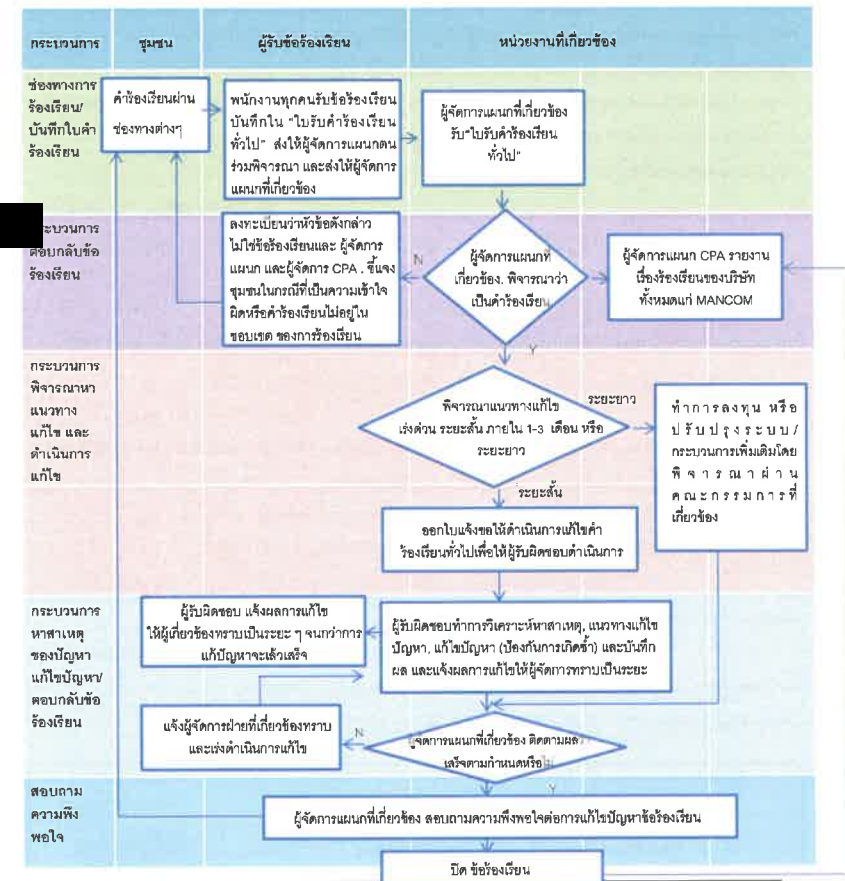 กระบวนการ
ชุมชน
ผู้รับข้อร้องเรียน
หน่วยงานที่เกี่ยวข้อง
ช่องทางการ
ร้องเรียน/
บันทึกใบคำ
ร้องเรียน
คำร้องเรียนผ่าน
ช่องทางต่างๆ
พนักงานทุกคนรับข้อร้องเรียน
บันทึกใน "ใบรับคำร้องเรียน
ทั่วไป" ส่งให้ผู้จัดการแผนกตน
ร่วมพิจารณา และส่งให้ผู้จัดการ
แผนกที่เกี่ยวข้อง
ผู้จัดการแผนกที่เกี่ยวข้อง
รับ"ใบรับคำร้องเรียน
ทั่วไป"
กระบวนการ
ตอบกลับข้อ
ร้องเรียน
ลงทะเบียนว่าหัวข้อดังกล่าว
ไม่ใช่ข้อร้องเรียนและ ผู้จัดการ
แผนก และผู้จัดการ CPA . ชี้แจง
ชุมชนในกรณีที่เป็นความเข้าใจ
ผิดหรือคำร้องเรียนไม่อยู่ใน
ขอบเขต ของการร้องเรียน
N
ผู้จัดการแผนกที่
เกี่ยวข้อง. พิจารณาว่า
เป็นคำร้องเรียน
ผู้จัดการแผนก CPA รายงาน
เรื่องร้องเรียนของบริษัท
ทั้งหมดแก่ MANCOM
Y
กระบวนการ
พิจารณาหา
แนวทาง
แก้ไข และ
ดำเนินการ
แก้ไข
พิจารณาแนวทางแก้ไข
เร่งด่วน ระยะสั้น ภายใน 1-3 เดือน หรือ
ระยะยาว
ระยะยาว
ทำการลงทุน หรือ
ปรับปรุงระบบ/
กระบวนการเพิ่มเติมโดย
พิจารณาผ่าน
คณะกรรมการที่
เกี่ยวข้อง
ระยะสั้น
ออกใบแจ้งขอให้ดำเนินการแก้ไขคำ
ร้องเรียนทั่วไปเพื่อให้ผู้รับผิดชอบดำเนินการ
กระบวนการ
หาสาเหตุ
ของปัญหา
แก้ไขปัญหา/
ตอบกลับข้อ
ร้องเรียน
ผู้รับผิดชอบ แจ้งผลการแก้ไข
ให้ผู้เกี่ยวข้องทราบเป็นระยะ ๆ จนกว่าการ
แก้ปัญหาจะแล้วเสร็จ
ผู้รับผิดชอบทำการวิเคราะห์หาสาเหตุ, แนวทางแก้ไข
ปัญหา, แก้ไขปัญหา (ป้องกันการเกิดซ้ำ) และบันทึก
ผล และแจ้งผลการแก้ไขให้ผู้จัดการทราบเป็นระยะ
แจ้งผู้จัดการฝ่ายที่เกี่ยวข้องทราบ
และเร่งดำเนินการแก้ไข
N
ผู้จัดการแผนกที่เกี่ยวข้อง ติดตามผลว่า
เสร็จตามกำหนดหรือไม่
Y
สอบถาม
ความพึง
พอใจ
ผู้จัดการแผนกที่เกี่ยวข้อง สอบถามความพึงพอใจต่อการแก้ไขปัญหาข้อร้องเรียน
ปิด ข้อร้องเรียน